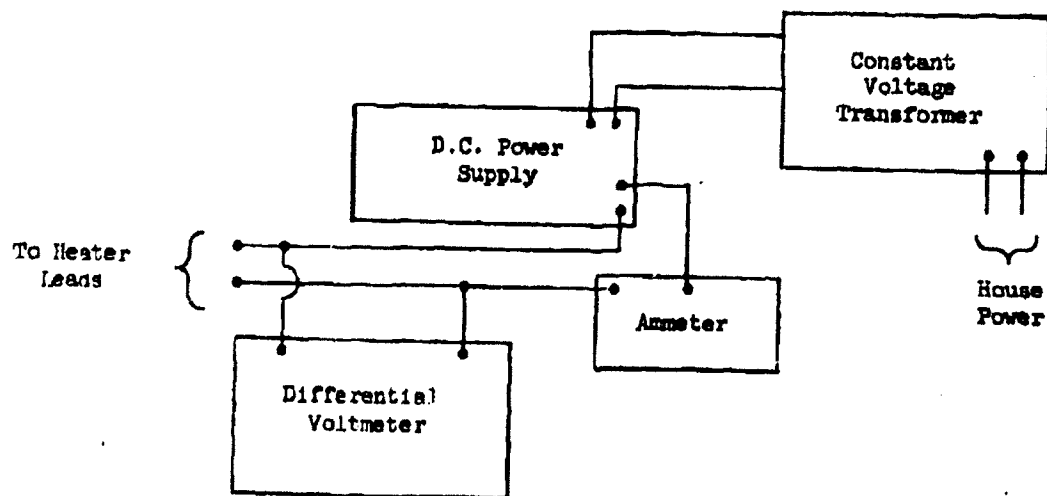 Constant
Voltage
Transformer
D.C. Power
Supply
To Heater
Leads
House
Power
Ammeter
Differential
Voltmeter